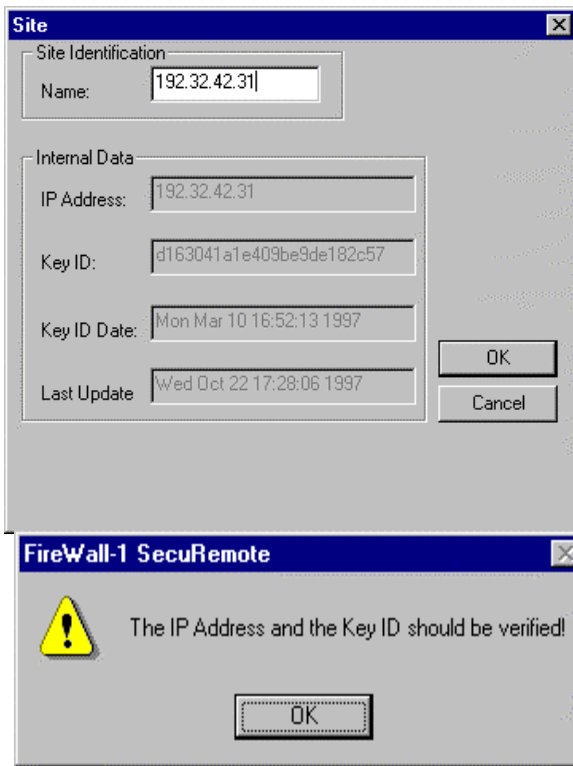 Site
Site Identification
Name: 192.32.42.31
Internal Data
IP Address: 192.32.42.31
Key ID: d163041a1e409be9de182c57
Key ID Date: Mon Mar 10 16:52:13 1997
Last Update Wed Oct 22 17:28:06 1997
OK
Cancel
FireWall-1 SecuRemote
The IP Address and the Key ID should be verified!
OK